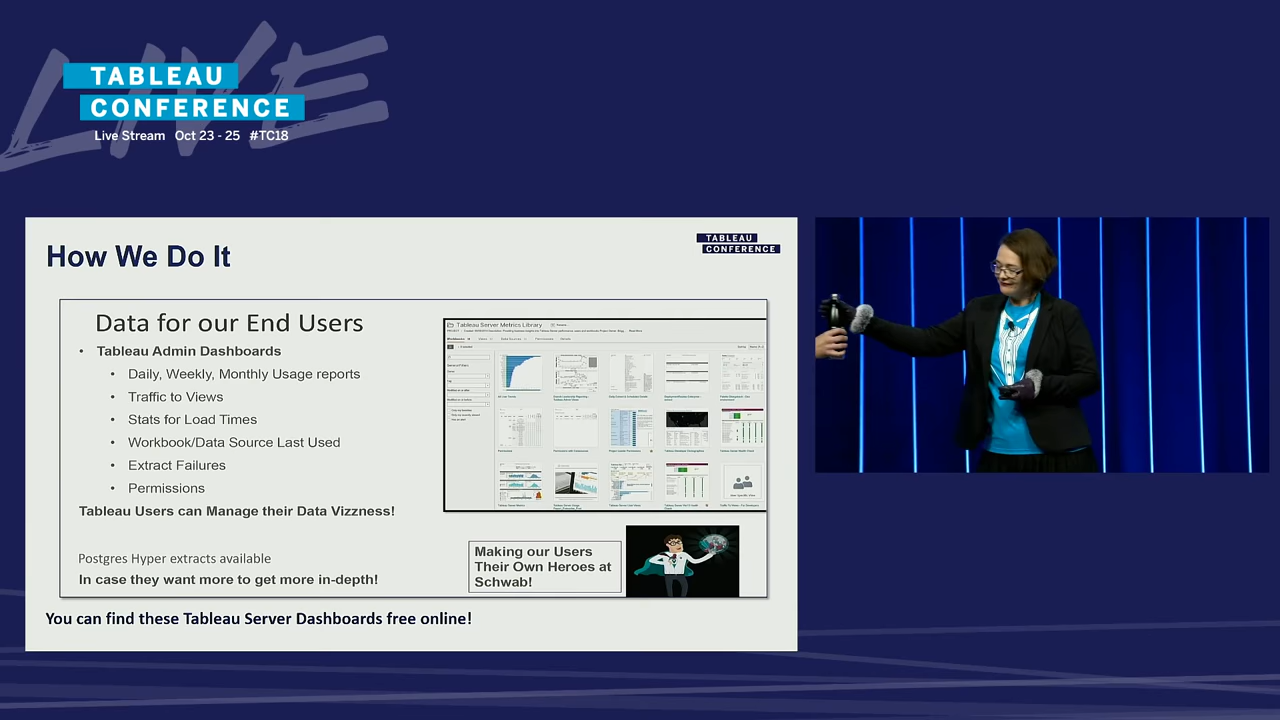 LIVE
TABLEAU
CONFERENCE
Live Stream Oct 23 - 25 #TC18
How We Do It
TABLEAU
CONFERENCE
Data for our End Users
• Tableau Admin Dashboards
• Daily, Weekly, Monthly Usage reports
• Traffic to Views
• Stats for Load Times
• Workbook/Data Source Last Used
• Extract Failures
• Permissions
Tableau Users can Manage their Data Vizzness!
Postgres Hyper extracts available
In case they want more to get more in-depth!
Tableau Server Metrics Library
Making our Users
Their Own Heroes at
Schwab!
You can find these Tableau Server Dashboards free online!